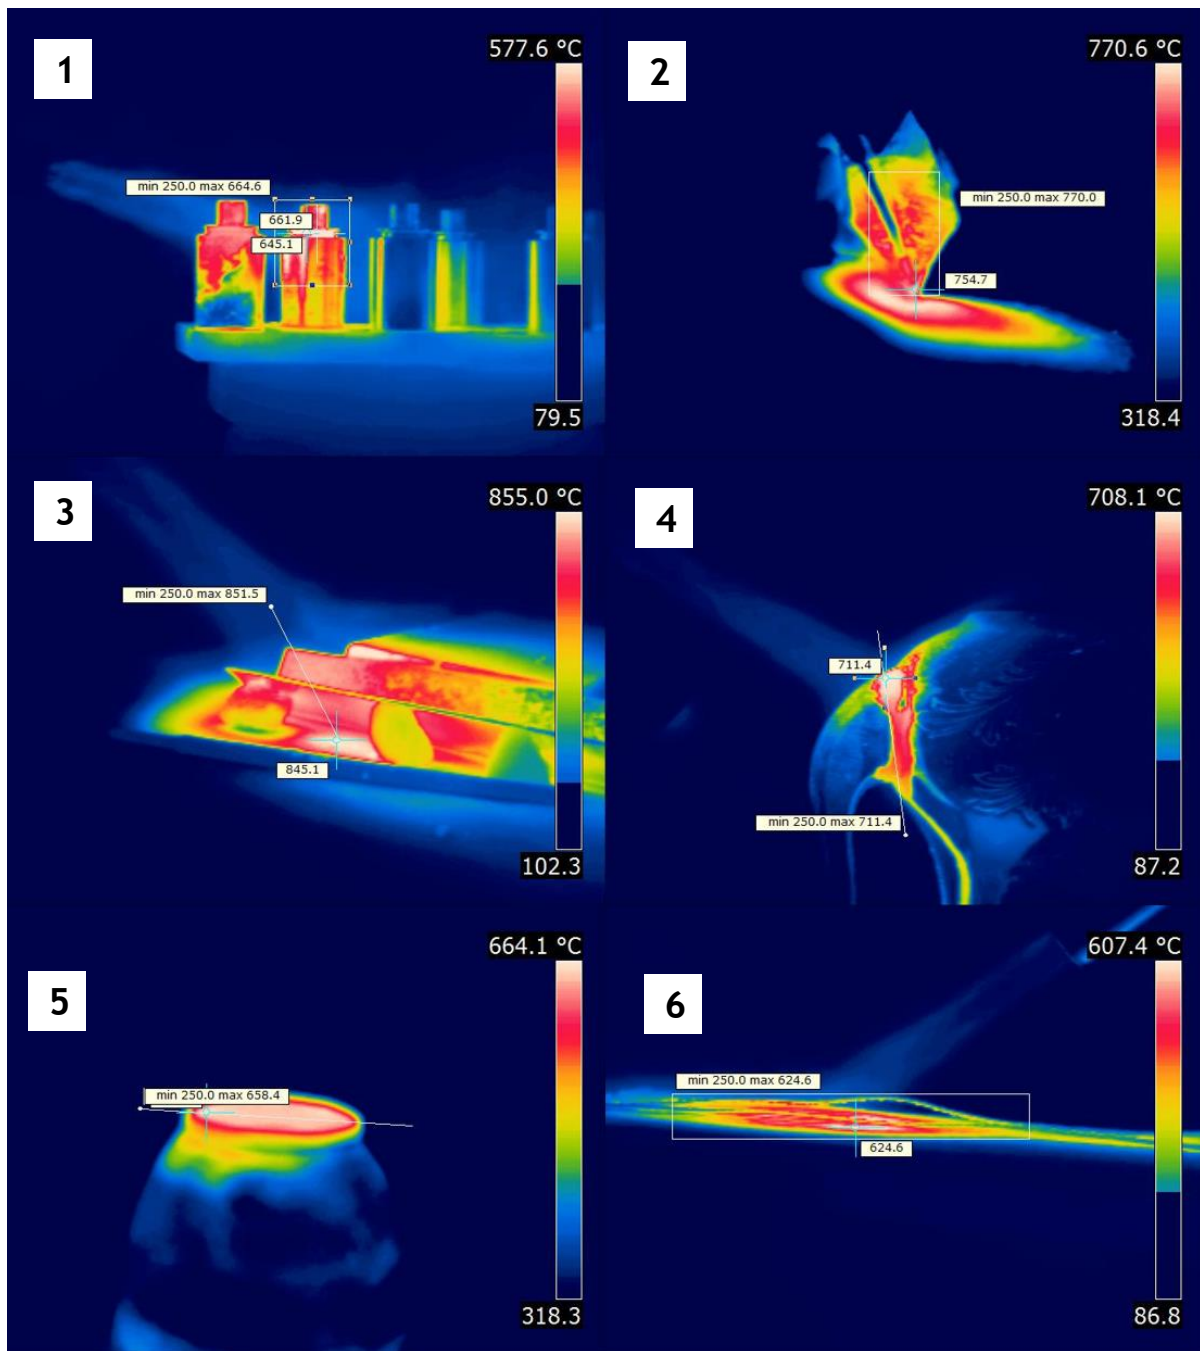 1
577.6 °C
min 250.0 max 664.6
661.9
645.1
79.5
2
770.6 °C
min 250.0 max 770.0
754.7
318.4
3
855.0 °C
min 250.0 max 851.5
845.1
102.3
4
708.1 °C
711.4
min 250.0 max 711.4
87.2
5
664.1 °C
min 250.0 max 658.4
318.3
6
607.4 °C
min 250.0 max 624.6
624.6
86.8